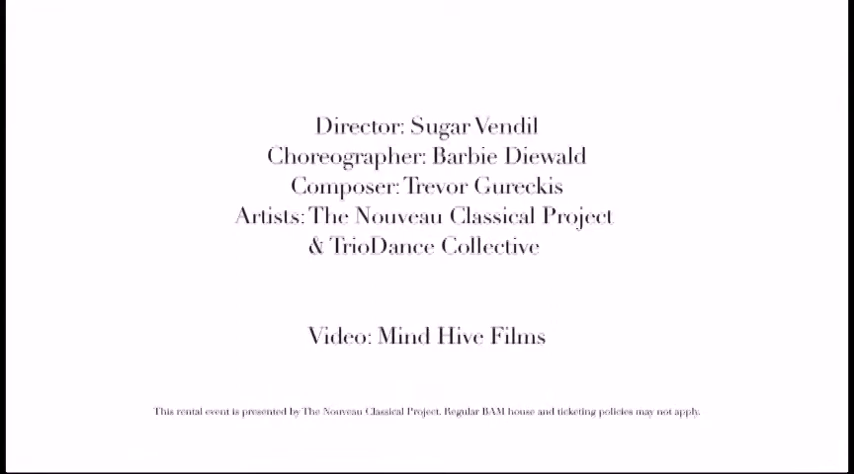 Director: Sugar Vendil
Choreographer: Barbie Diewald
Composer: Trevor Gureckis
Artists: The Nouveau Classical Project
& TrioDance Collective
Video: Mind Hive Films
This rental event is presented by The Nouveau Classical Project. Regular BAM house and ticketing policies may not apply.